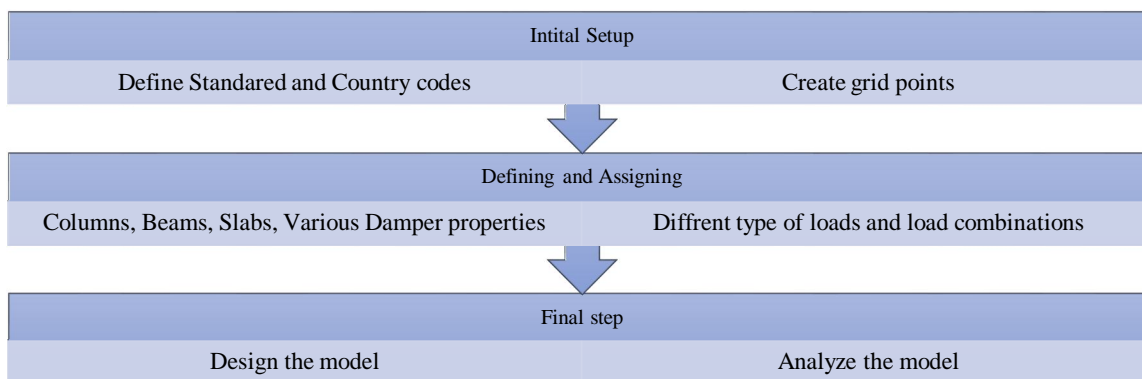 Intital Setup
Define Standared and Country codes
Create grid points
Defining and Assigning
Columns, Beams, Slabs, Various Damper properties
Diffrent type of loads and load combinations
Final step
Design the model
Analyze the model